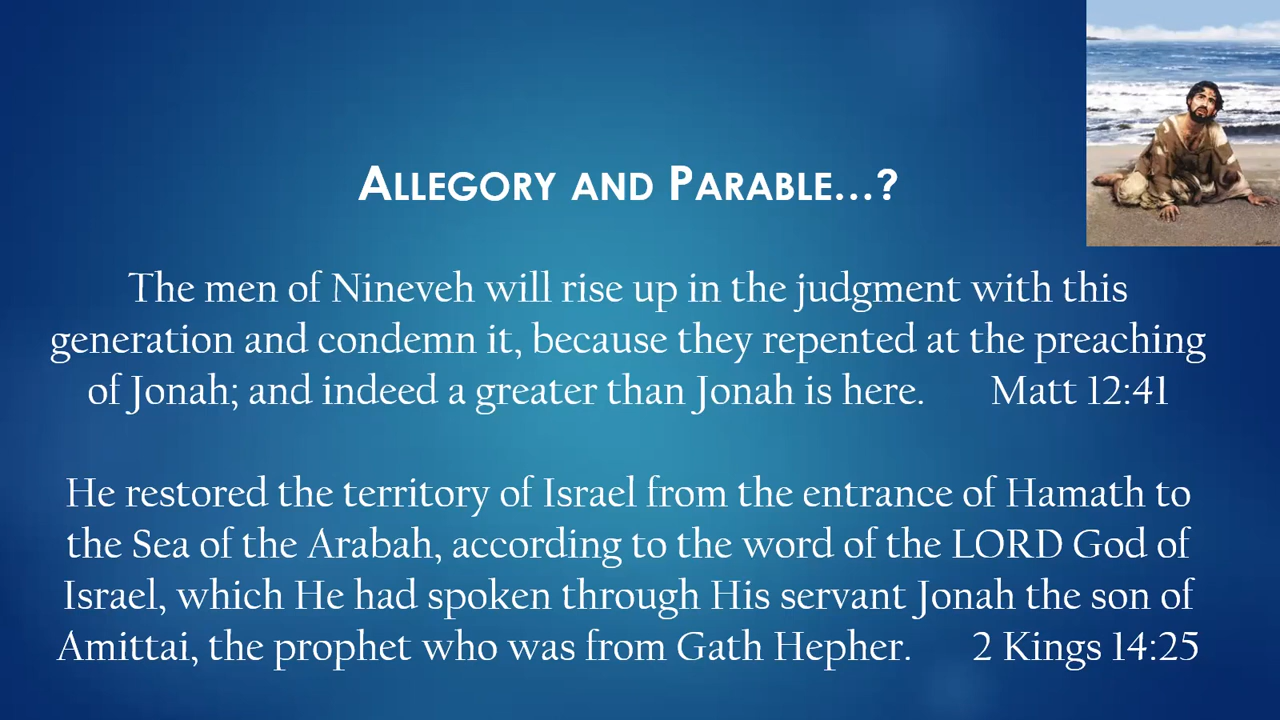 Allegory and Parable...?
The men of Nineveh will rise up in the judgment with this
generation and condemn it, because they repented at the preaching
of Jonah; and indeed a greater than Jonah is here. Matt 12:41
He restored the territory of Israel from the entrance of Hamath to
the Sea of the Arabah, according to the word of the LORD God of
Israel, which He had spoken through His servant Jonah the son of
Amittai, the prophet who was from Gath Hepher. 2 Kings 14:25